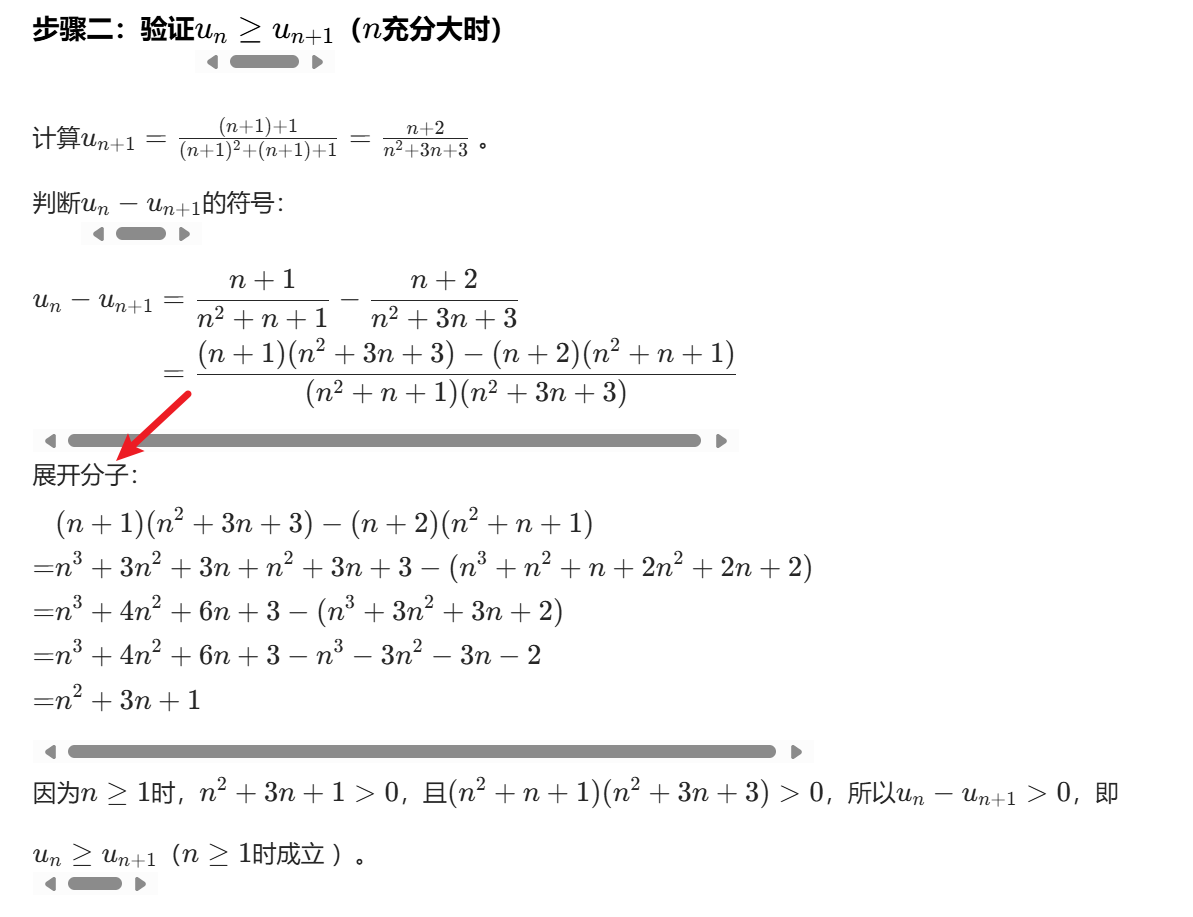 步骤二：验证$u_n \geq u_{n+1}$（$n$充分大时）
计算$u_{n+1} = \frac{(n+1)+1}{(n+1)^2+(n+1)+1} = \frac{n+2}{n^2+3n+3}$ 。
判断$u_n - u_{n+1}$的符号：
$u_n - u_{n+1} = \frac{n+1}{n^2+n+1} - \frac{n+2}{n^2+3n+3}$
$= \frac{(n+1)(n^2+3n+3)-(n+2)(n^2+n+1)}{(n^2+n+1)(n^2+3n+3)}$
展开分子：
$(n+1)(n^2+3n+3)-(n+2)(n^2+n+1)$
$=n^3+3n^2+3n+n^2+3n+3-(n^3+n^2+n+2n^2+2n+2)$
$=n^3+4n^2+6n+3-(n^3+3n^2+3n+2)$
$=n^3+4n^2+6n+3-n^3-3n^2-3n-2$
$=n^2+3n+1$
因为$n \geq 1$时，$n^2+3n+1>0$，且$(n^2+n+1)(n^2+3n+3)>0$，所以$u_n - u_{n+1}>0$，即
$u_n \geq u_{n+1}$（$n \geq 1$时成立 ）。